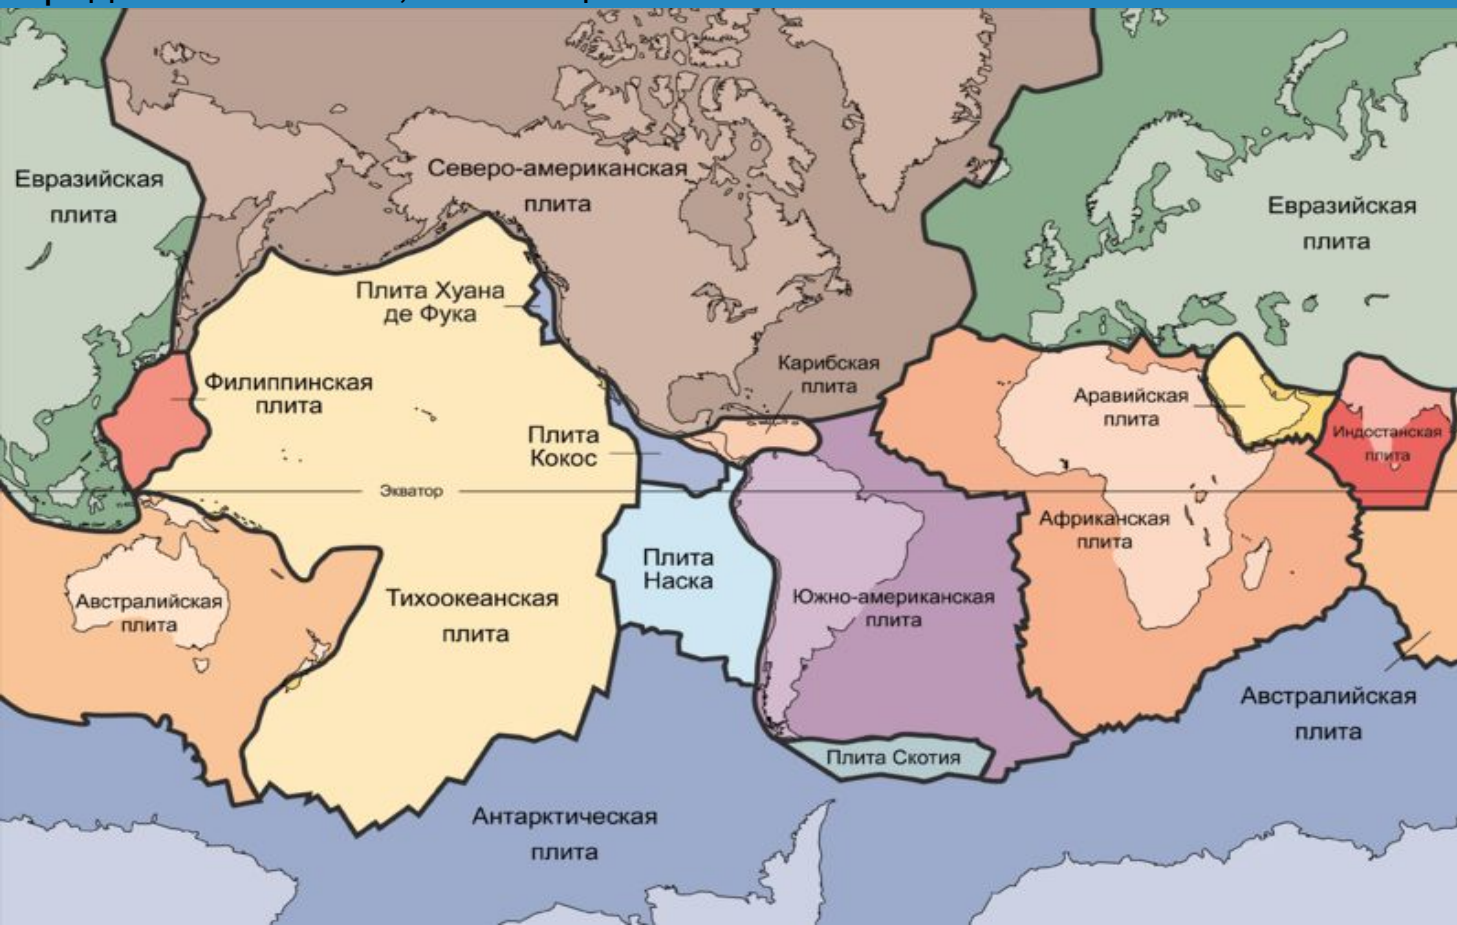 Евразийская
плита
Северо-американская
плита
Евразийская
плита
Плита Хуана
де Фука
Карибская
плита
Филиппинская
плита
Аравийская
плита
Плита
Кокос
Индостанская
плита
Экватор
Африканская
плита
Плита
Наска
Австралийская
плита
Тихоокеанская
плита
Южно-американская
плита
Австралийская
плита
Плита Скотия
Антарктическая
плита